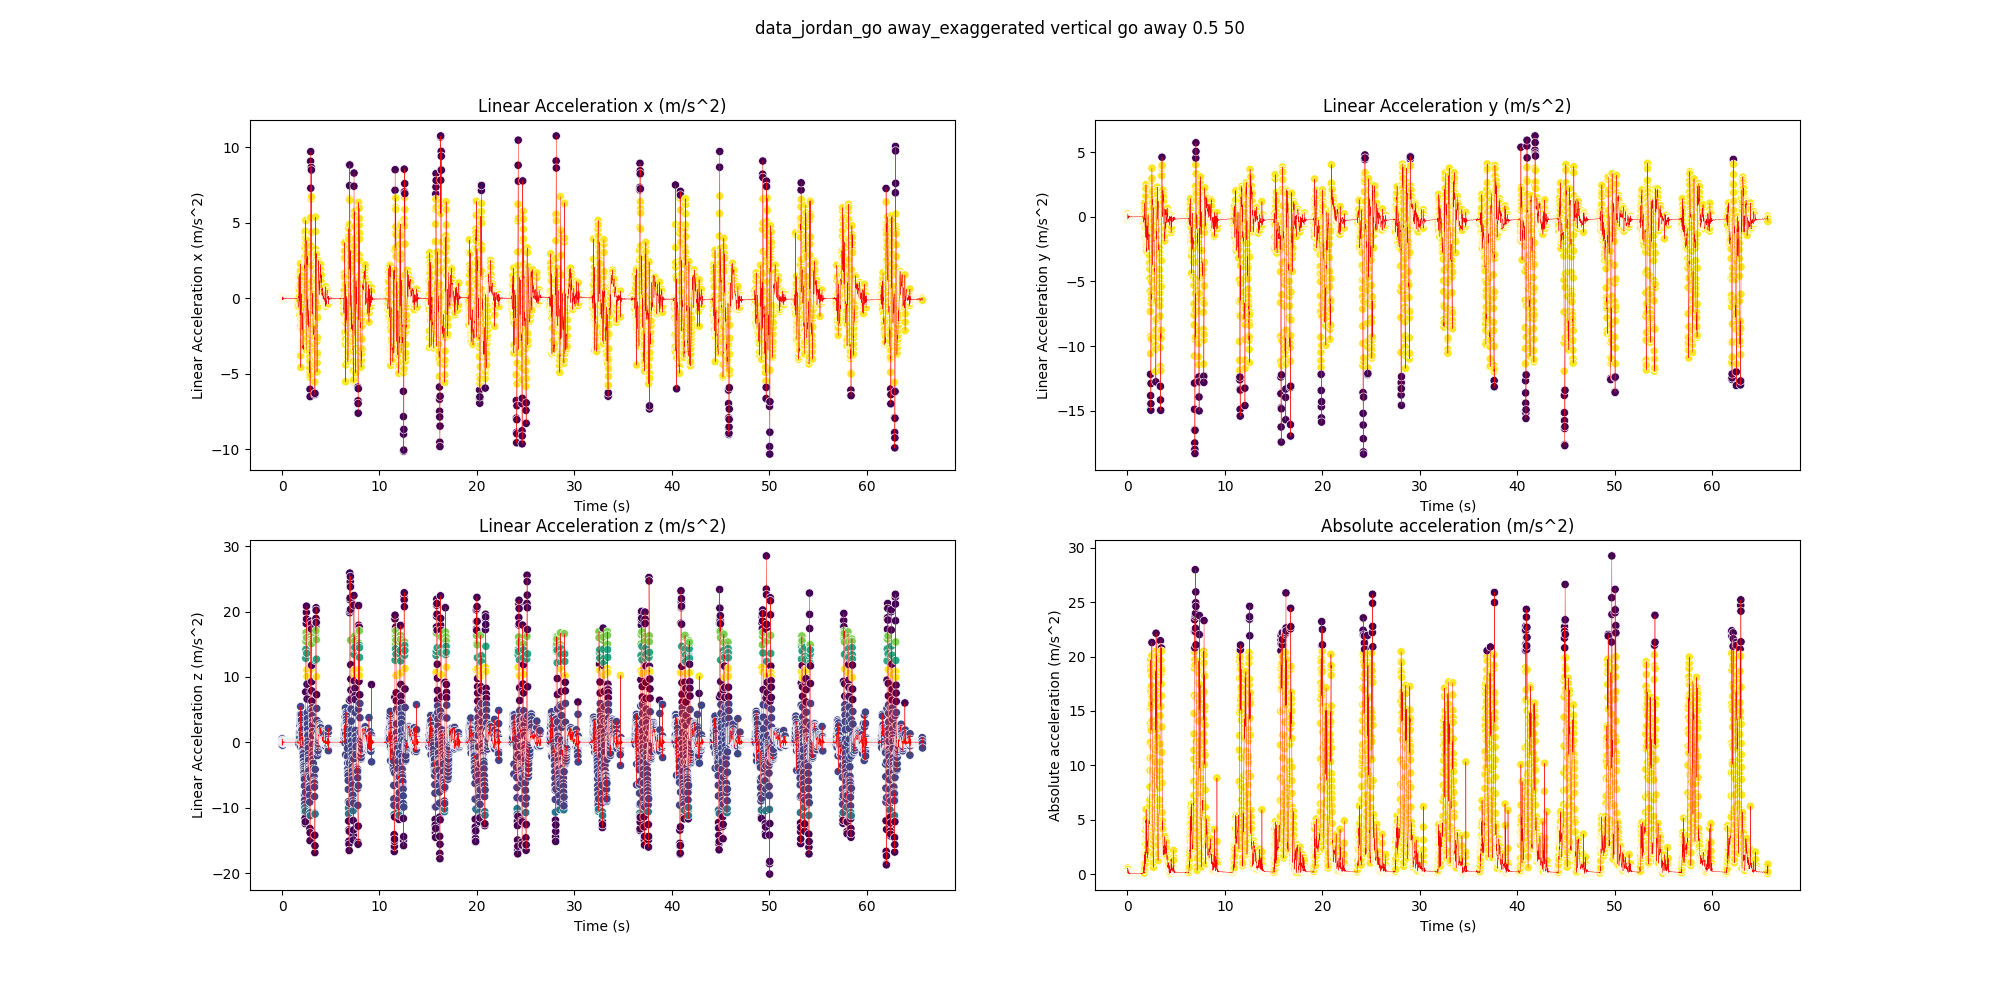 data_jordan_go away_exaggerated vertical go away 0.5 50
Linear Acceleration x (m/s^2)
Linear Acceleration x (m/s^2)
10
5
0
−5
−10
0 10 20 30 40 50 60
Time (s)
Linear Acceleration y (m/s^2)
Linear Acceleration y (m/s^2)
5
0
−5
−10
−15
0 10 20 30 40 50 60
Time (s)
Linear Acceleration z (m/s^2)
Linear Acceleration z (m/s^2)
30
20
10
0
−10
−20
0 10 20 30 40 50 60
Time (s)
Absolute acceleration (m/s^2)
Absolute acceleration (m/s^2)
30
25
20
15
10
5
0
0 10 20 30 40 50 60
Time (s)